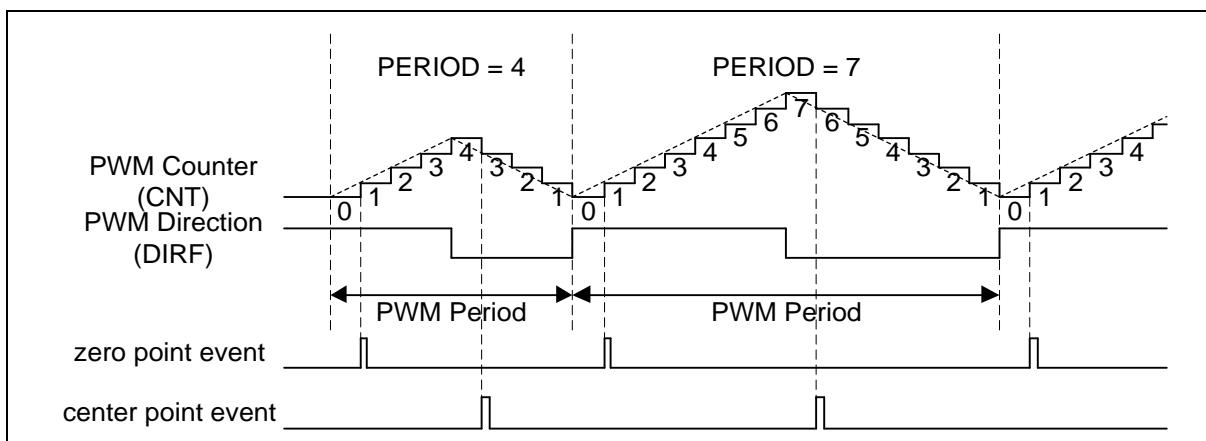 PERIOD = 4 PERIOD = 7
7
6 6
5 5
4 4 4 4
3 3 3 3 3
2 2 2 2 2
1 1 1 1 1
0 0 0
PWM Counter
(CNT)
PWM Direction
(DIRF)
PWM Period PWM Period
zero point event
center point event